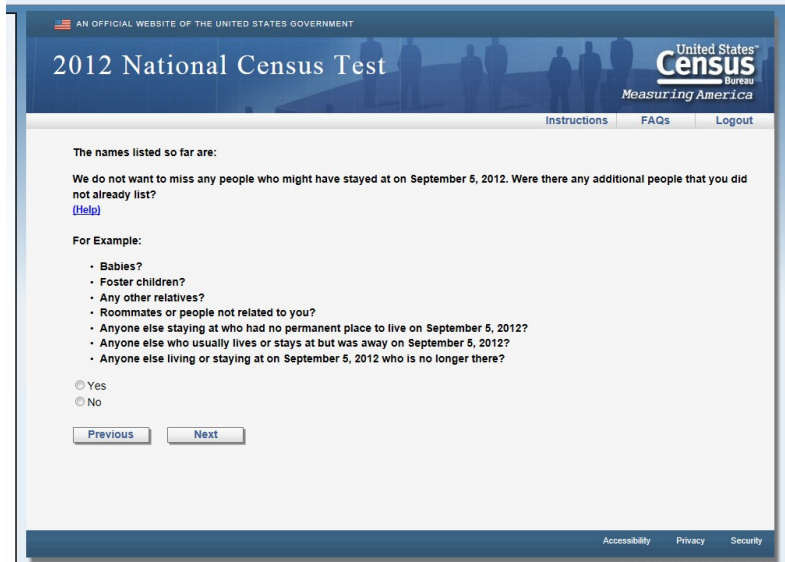 AN OFFICIAL WEBSITE OF THE UNITED STATES GOVERNMENT
2012 National Census Test
United States™
Census
Bureau
Measuring America
Instructions FAQs Logout
The names listed so far are:
We do not want to miss any people who might have stayed at on September 5, 2012. Were there any additional people that you did
not already list?
(Help)
For Example:
• Babies?
• Foster children?
• Any other relatives?
• Roommates or people not related to you?
• Anyone else staying at who had no permanent place to live on September 5, 2012?
• Anyone else who usually lives or stays at but was away on September 5, 2012?
• Anyone else living or staying at on September 5, 2012 who is no longer there?
Yes
No
Previous Next
Accessibility Privacy Security